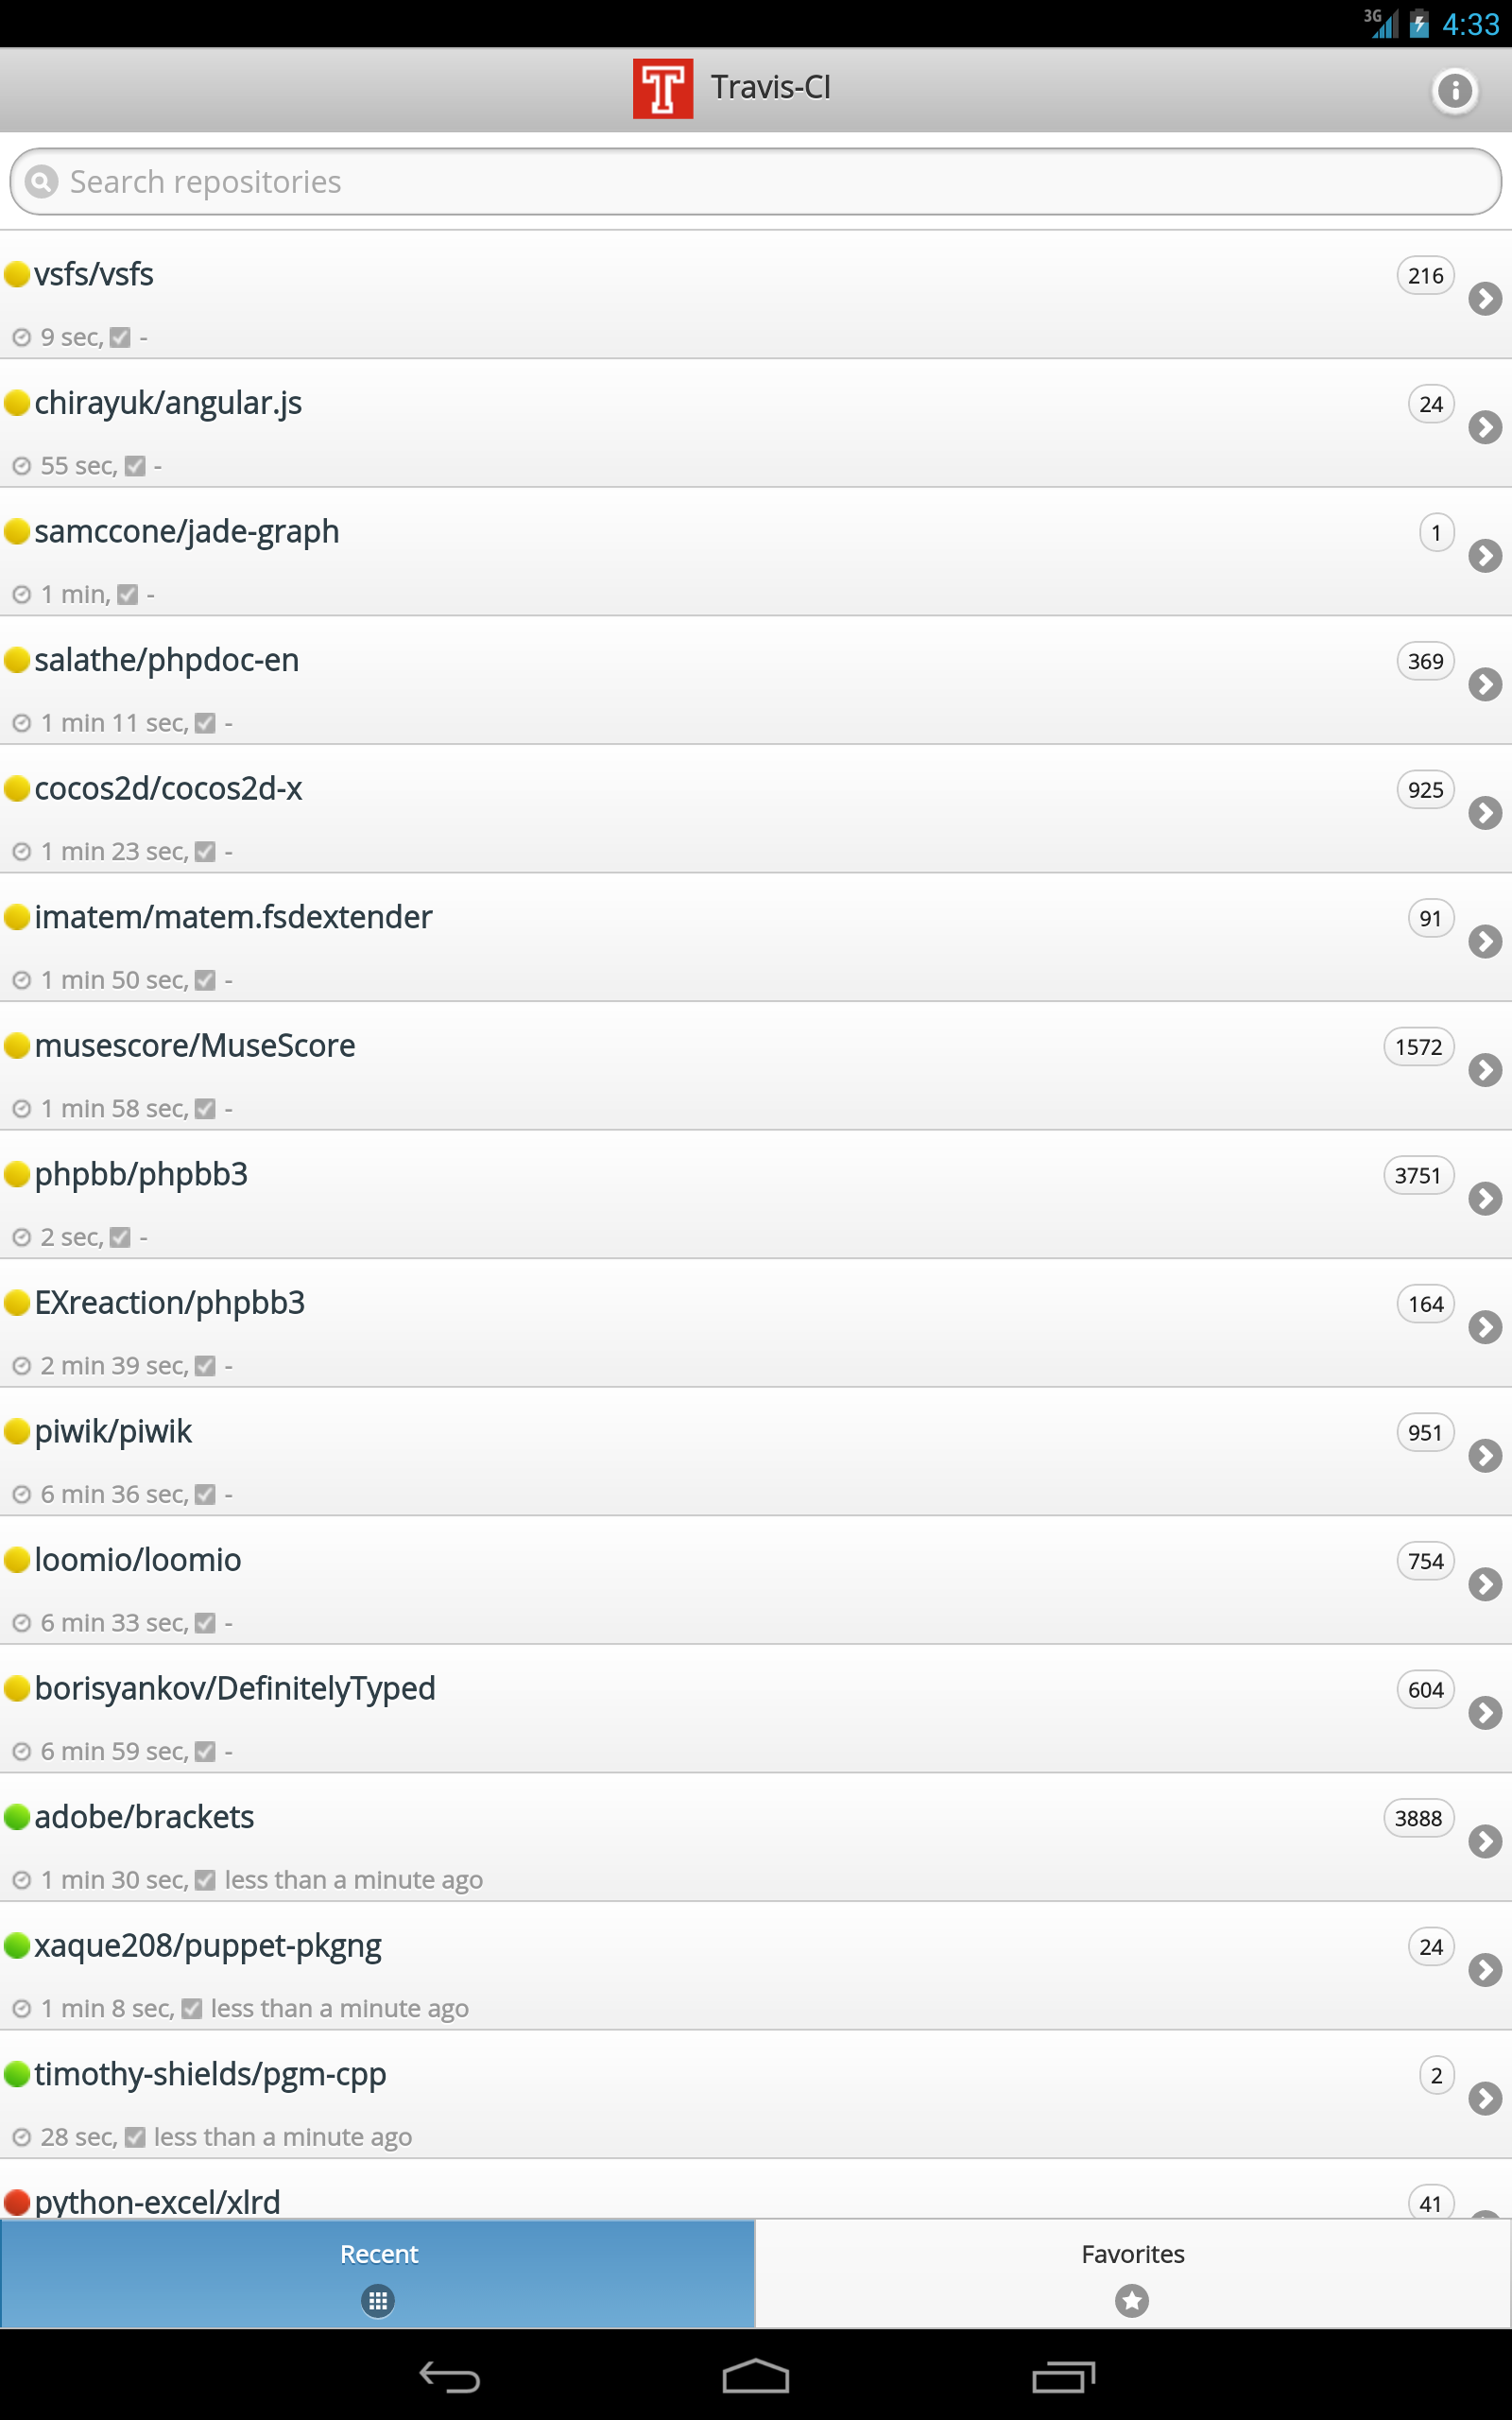 3G 4:33
T Travis-CI
Search repositories
vsfs/vsfs 216
9 sec, -
chirayuk/angular.js 24
55 sec, -
samccone/jade-graph 1
1 min, -
salathe/phpdoc-en 369
1 min 11 sec, -
cocos2d/cocos2d-x 925
1 min 23 sec, -
imatem/matem.fsdextender 91
1 min 50 sec, -
musescore/MuseScore 1572
1 min 58 sec, -
phpbb/phpbb3 3751
2 sec, -
EXreaction/phpbb3 164
2 min 39 sec, -
piwik/piwik 951
6 min 36 sec, -
loomio/loomio 754
6 min 33 sec, -
borisyankov/DefinitelyTyped 604
6 min 59 sec, -
adobe/brackets 3888
1 min 30 sec, less than a minute ago
xaque208/puppet-pkgng 24
1 min 8 sec, less than a minute ago
timothy-shields/pgm-cpp 2
28 sec, less than a minute ago
python-excel/xlrd 41
Recent Favorites